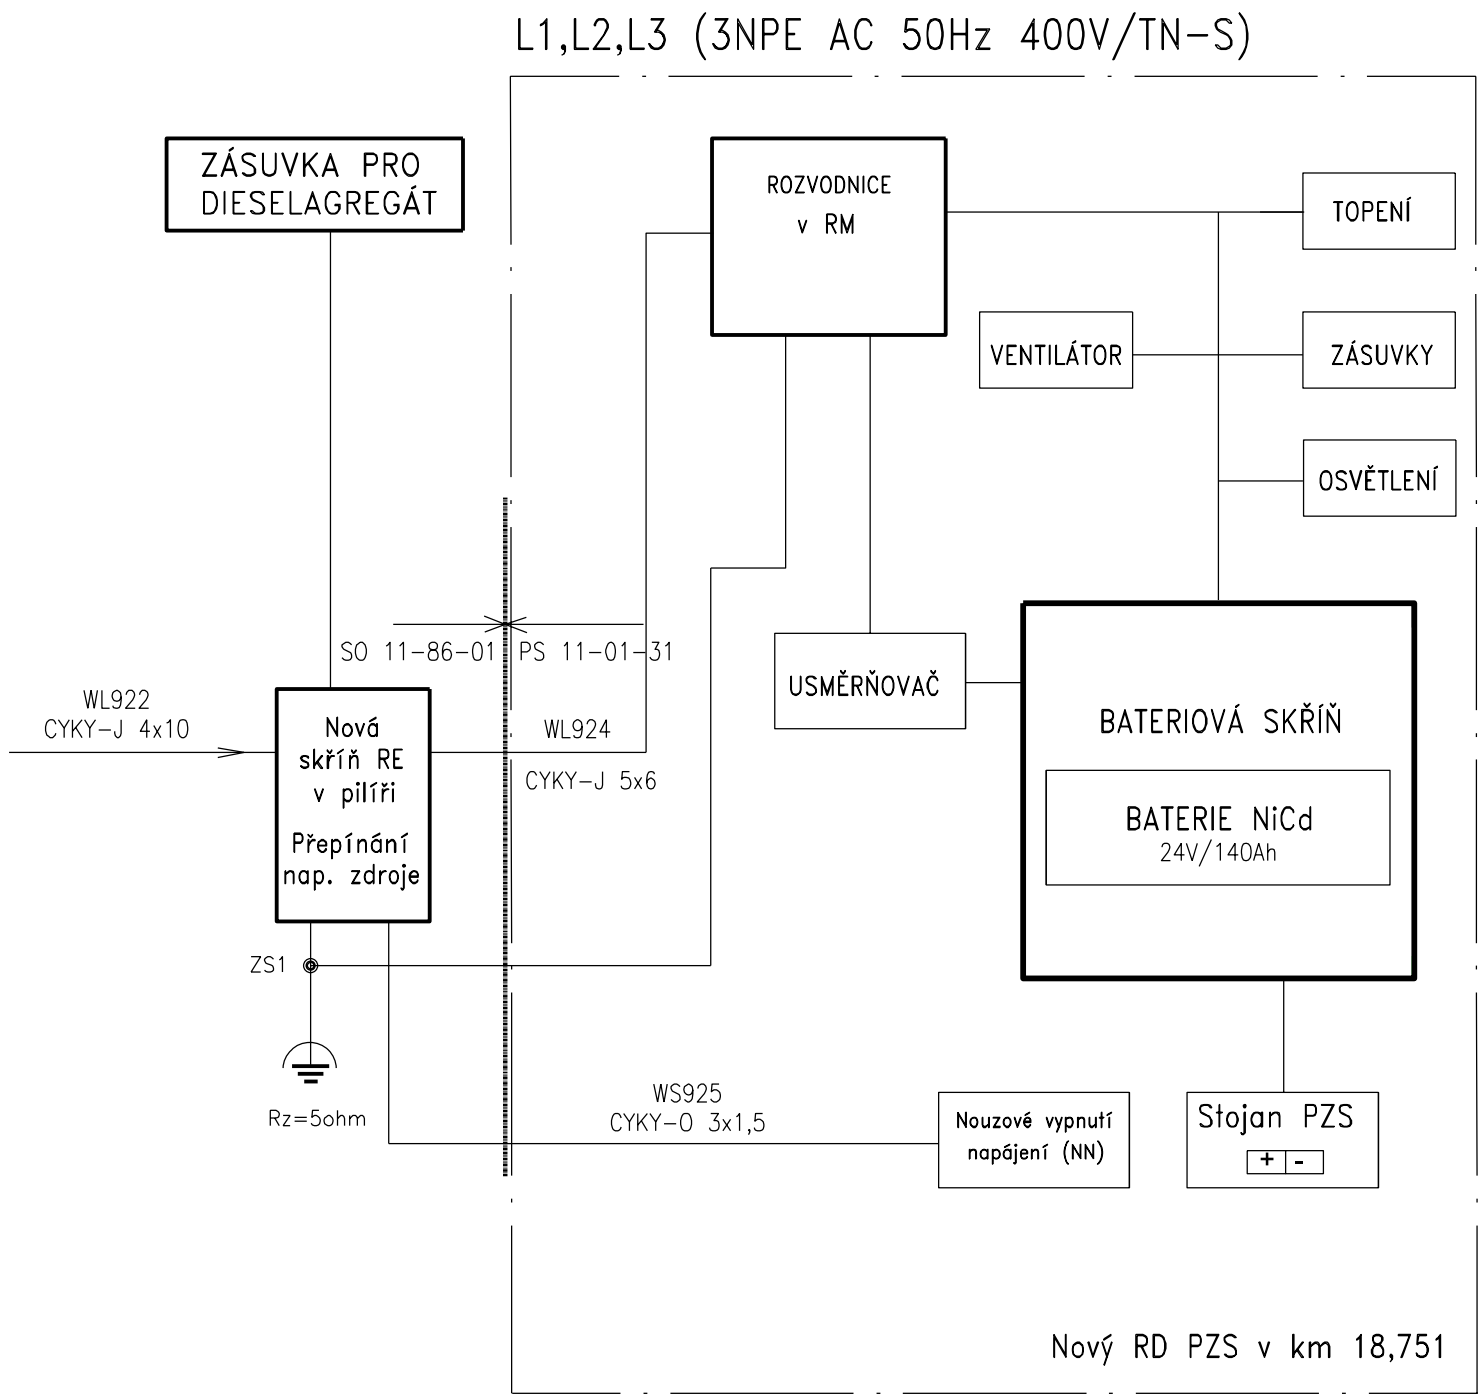 L1,L2,L3 (3NPE AC 50Hz 400V/TN-S)
ZÁSUVKA PRO
DIESELAGREGÁT
ROZVODNICE
v RM
TOPENÍ
VENTILÁTOR
ZÁSUVKY
OSVĚTLENÍ
SO 11-86-01
PS 11-01-31
USMĚRŇOVAČ
WL922
CYKY-J 4x10
Nová
skříň RE
v pilíři
Přepínání
nap. zdroje
WL924
CYKY-J 5x6
BATERIOVÁ SKŘÍŇ
BATERIE NiCd
24V/140Ah
ZS1
Rz=5ohm
WS925
CYKY-O 3x1,5
Nouzové vypnutí
napájení (NN)
Stojan PZS
+ -
Nový RD PZS v km 18,751